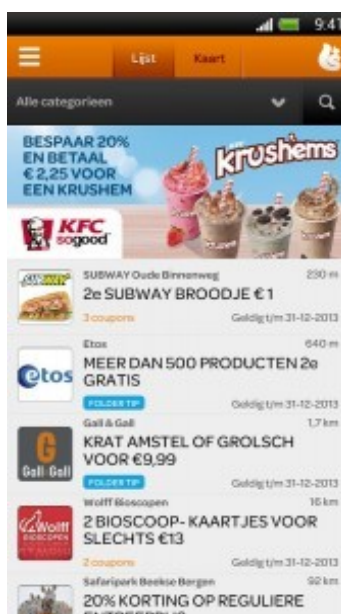 9:41
Lijst Kaart
Alle categorieen
BESPAAR 20%
EN BETAAL
€ 2,25 VOOR
EEN KRUSHEM
krushems
KFC
so good
SUBWAY Oude Binnenweg 230 m
SUBWAY
2e SUBWAY BROODJE € 1
3 coupons Geldig t/m 31-12-2013
Etos 640 m
etos
MEER DAN 500 PRODUCTEN 2e
GRATIS
FOLDER TIP Geldig t/m 31-12-2013
Gall & Gall 1,7 km
G
Gall-Gall
KRAT AMSTEL OF GROLSCH
VOOR €9,99
FOLDER TIP Geldig t/m 31-12-2013
Wolff Bioscopen 16 km
Wolff
BIOSCOPEN
2 BIOSCOOP- KAARTJES VOOR
SLECHTS €13
2 coupons Geldig t/m 31-12-2013
Safaripark Beekse Bergen 92 km
20% KORTING OP REGULIERE